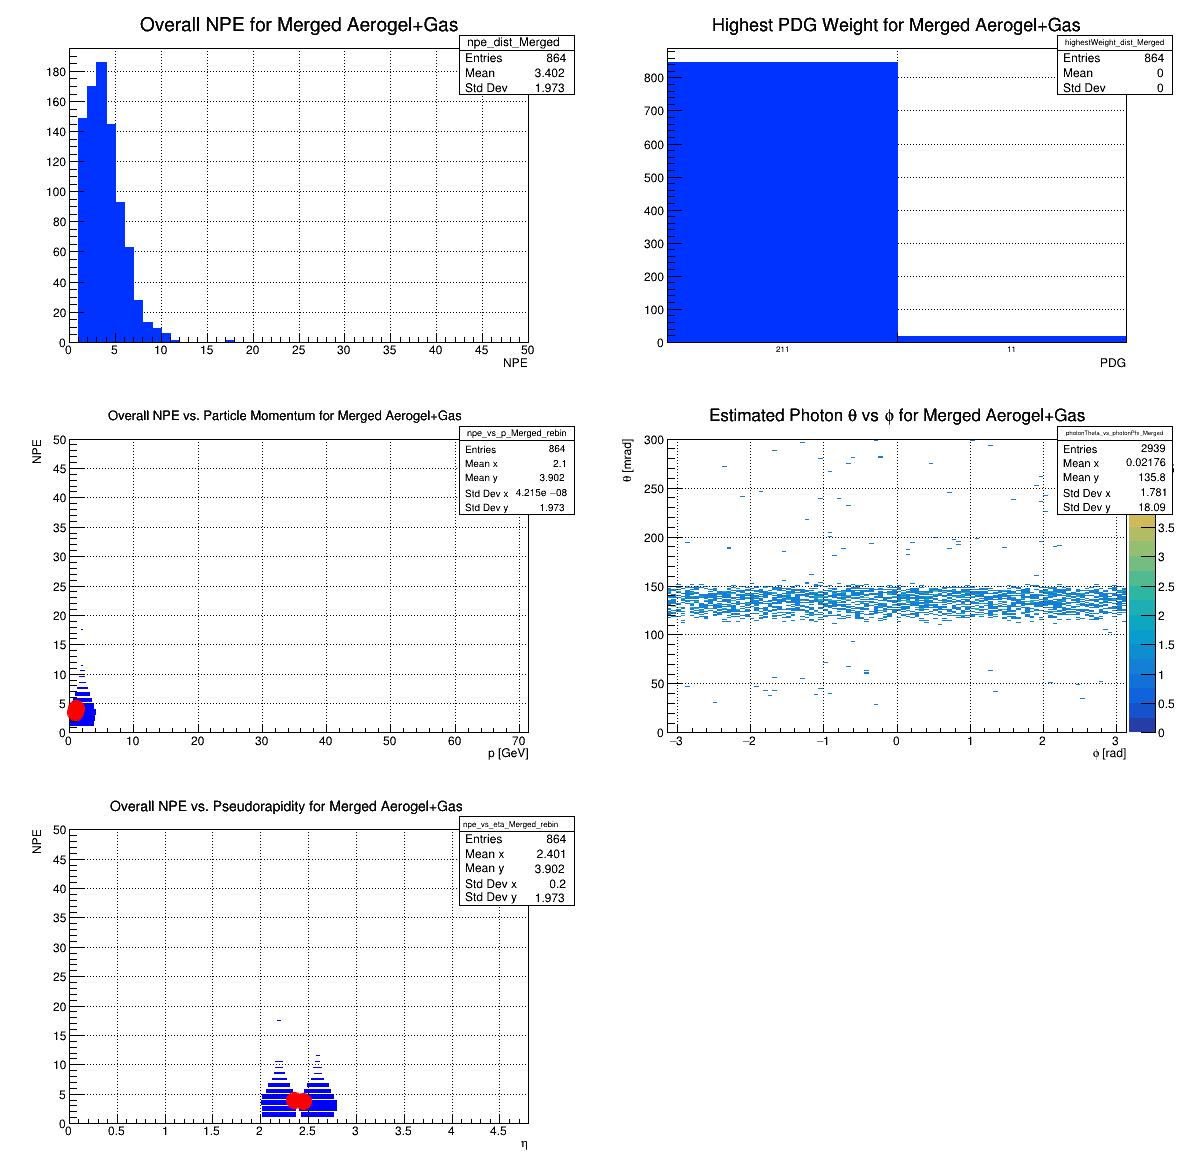 Overall NPE for Merged Aerogel+Gas
npe_dist_Merged
Entries 864
Mean 3.402
Std Dev 1.973
180
160
140
120
100
80
60
40
20
0
0 5 10 15 20 25 30 35 40 45 50
NPE
Highest PDG Weight for Merged Aerogel+Gas
highestWeight_dist_Merged
Entries 864
Mean 0
Std Dev 0
800
700
600
500
400
300
200
100
0
211 11
PDG
Overall NPE vs. Particle Momentum for Merged Aerogel+Gas
NPE
npe_vs_p_Merged_rebin
Entries 864
Mean x 2.1
Mean y 3.902
Std Dev x 4.215e −08
Std Dev y 1.973
50
45
40
35
30
25
20
15
10
5
0
0 10 20 30 40 50 60 70
p [GeV]
Estimated Photon θ vs ϕ for Merged Aerogel+Gas
θ [mrad]
photonTheta_vs_photonPhi_Merged
Entries 2939
Mean x 0.02176
Mean y 135.8
Std Dev x 1.781
Std Dev y 18.09
300
250
200
150
100
50
0
−3 −2 −1 0 1 2 3
ϕ [rad]
3.5
3
2.5
2
1.5
1
0.5
0
Overall NPE vs. Pseudorapidity for Merged Aerogel+Gas
NPE
npe_vs_eta_Merged_rebin
Entries 864
Mean x 2.401
Mean y 3.902
Std Dev x 0.2
Std Dev y 1.973
50
45
40
35
30
25
20
15
10
5
0
0 0.5 1 1.5 2 2.5 3 3.5 4 4.5
η